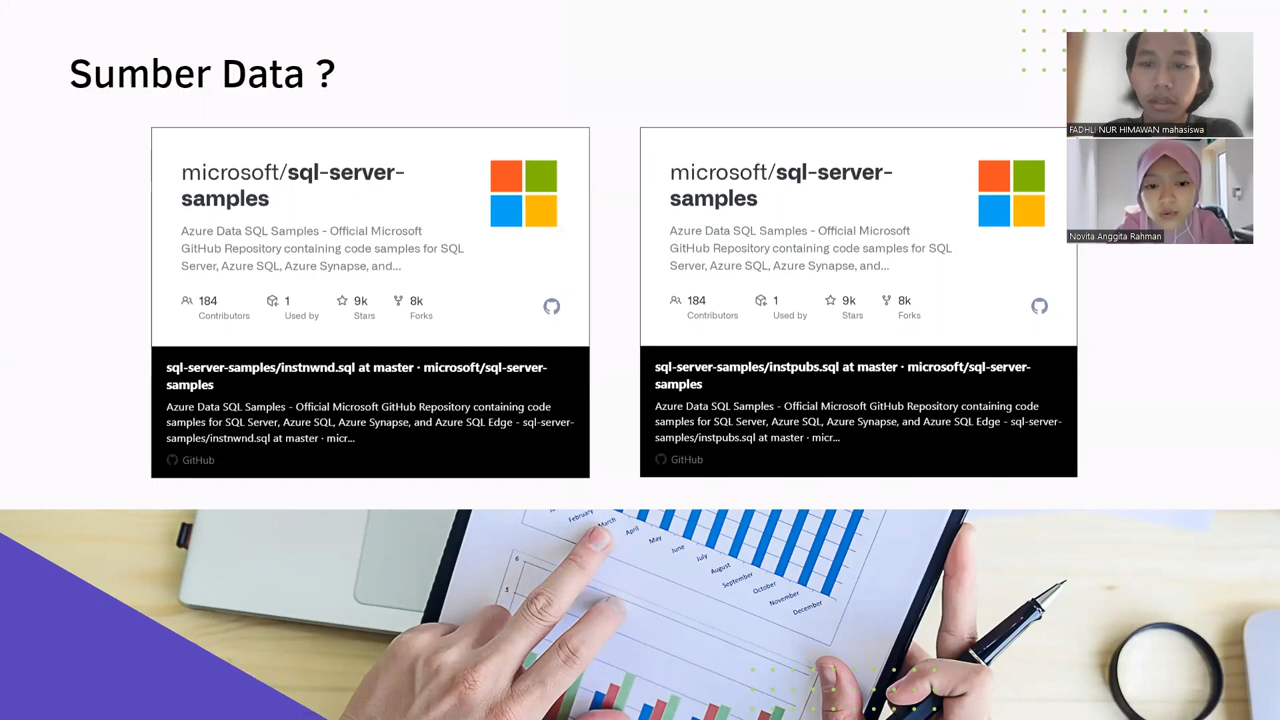 Sumber Data ?
microsoft/sql-server-
samples
Azure Data SQL Samples - Official Microsoft
GitHub Repository containing code samples for SQL
Server, Azure SQL, Azure Synapse, and...
184
Contributors
1
Used by
9k
Stars
8k
Forks
sql-server-samples/instnwnd.sql at master · microsoft/sql-server-
samples
Azure Data SQL Samples - Official Microsoft GitHub Repository containing code
samples for SQL Server, Azure SQL, Azure Synapse, and Azure SQL Edge - sql-server-
samples/instnwnd.sql at master · micr...
GitHub
microsoft/sql-server-
samples
Azure Data SQL Samples - Official Microsoft
GitHub Repository containing code samples for SQL
Server, Azure SQL, Azure Synapse, and...
184
Contributors
1
Used by
9k
Stars
8k
Forks
sql-server-samples/instpubs.sql at master · microsoft/sql-server-
samples
Azure Data SQL Samples - Official Microsoft GitHub Repository containing code
samples for SQL Server, Azure SQL, Azure Synapse, and Azure SQL Edge - sql-server-
samples/instpubs.sql at master · micr...
GitHub
FADHLI NUR HIMAWAN mahasiswa
Novita Anggita Rahman
February
March
April
May
June
July
August
September
October
November
December
6
5